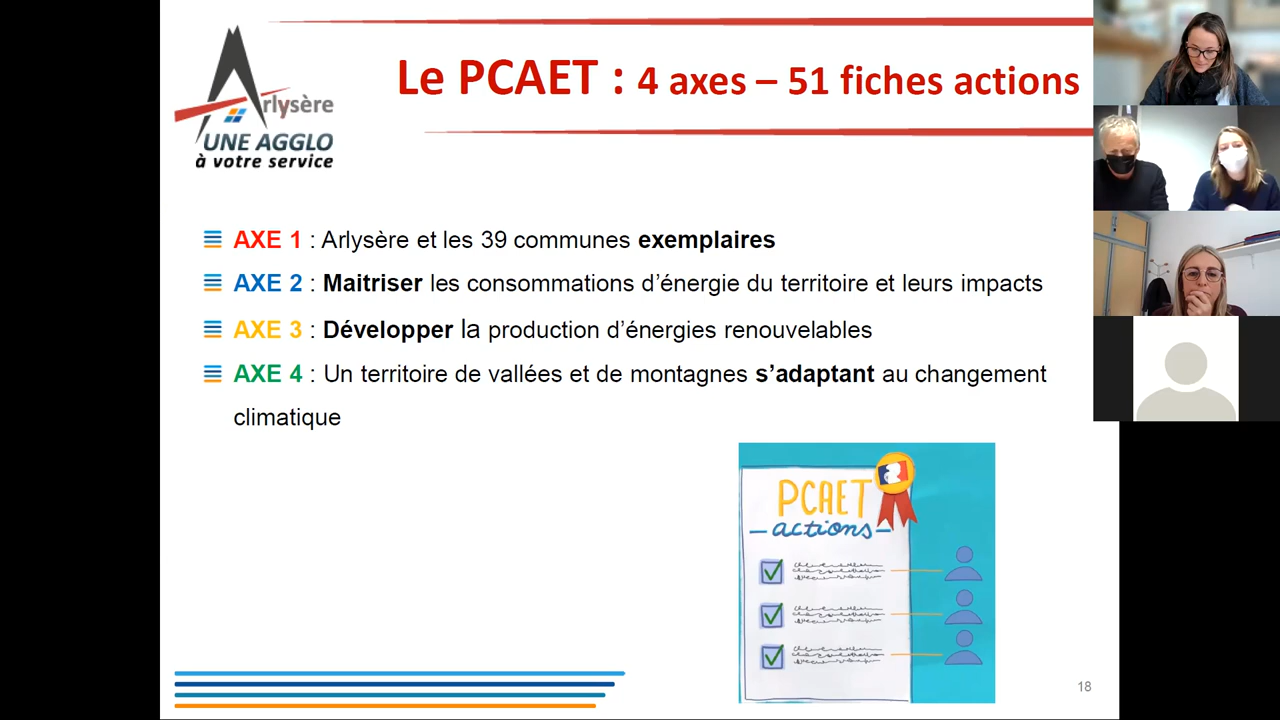 Arlysère
UNE AGGLO
à votre service
Le PCAET : 4 axes – 51 fiches actions
AXE 1 : Arlysère et les 39 communes exemplaires
AXE 2 : Maitriser les consommations d’énergie du territoire et leurs impacts
AXE 3 : Développer la production d’énergies renouvelables
AXE 4 : Un territoire de vallées et de montagnes s’adaptant au changement
climatique
PCAET
actions
18